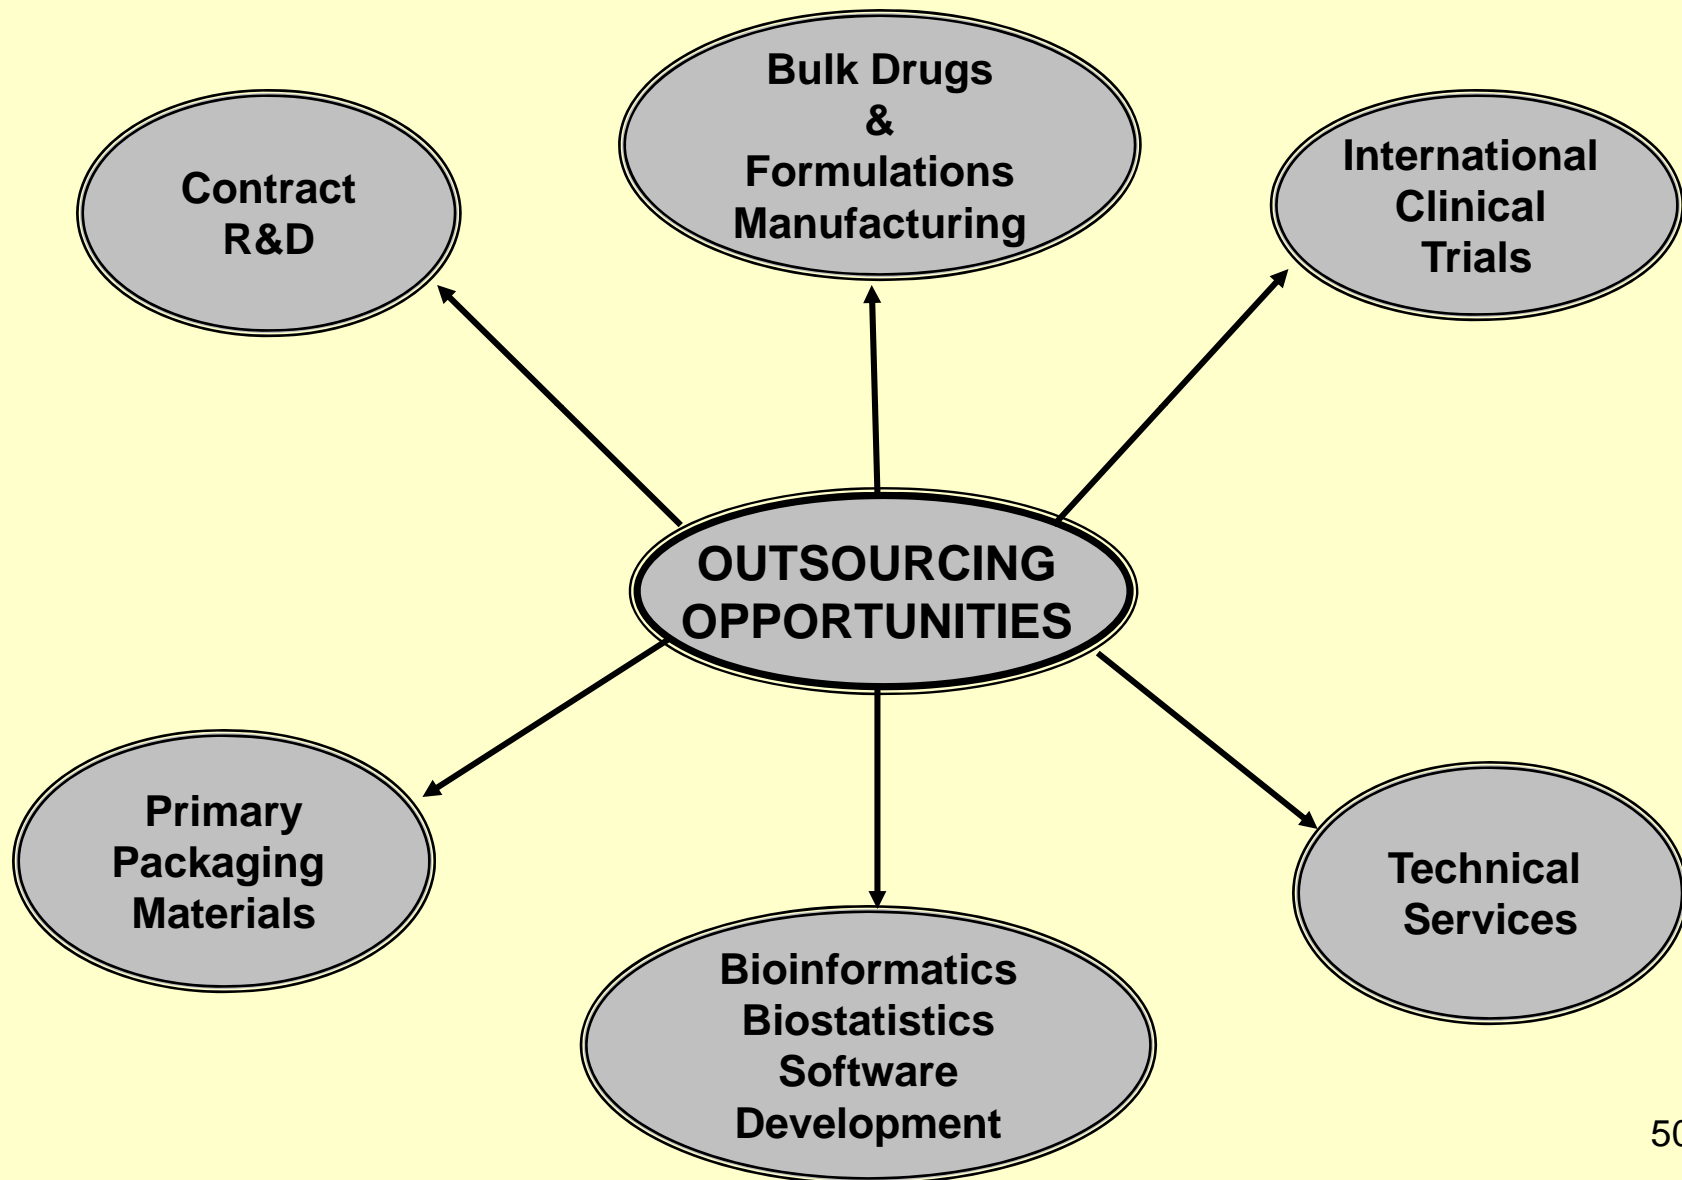 Contract
R&D
Bulk Drugs
&
Formulations
Manufacturing
International
Clinical
Trials
OUTSOURCING
OPPORTUNITIES
Primary
Packaging
Materials
Bioinformatics
Biostatistics
Software
Development
Technical
Services
50